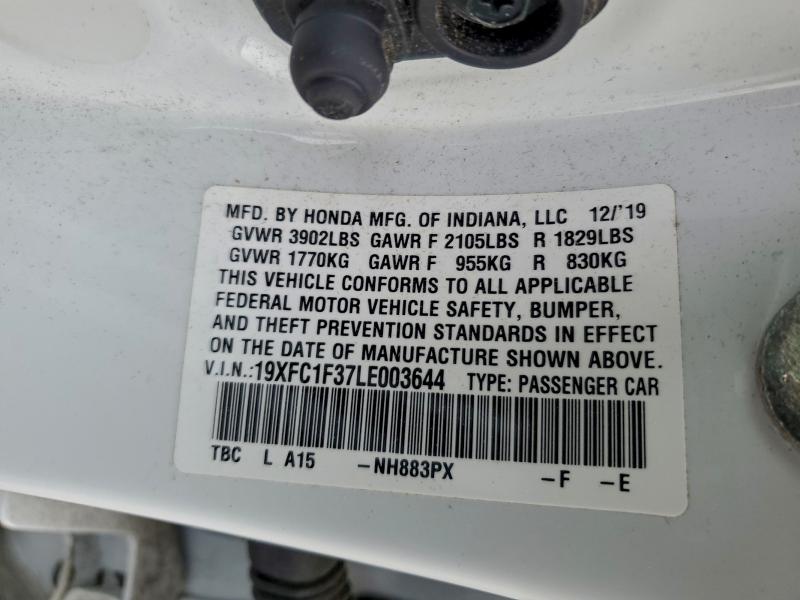 MFD. BY HONDA MFG. OF INDIANA, LLC 12/'19
GVWR 3902LBS GAWR F 2105LBS R 1829LBS
GVWR 1770KG GAWR F 955KG R 830KG
THIS VEHICLE CONFORMS TO ALL APPLICABLE
FEDERAL MOTOR VEHICLE SAFETY, BUMPER,
AND THEFT PREVENTION STANDARDS IN EFFECT
ON THE DATE OF MANUFACTURE SHOWN ABOVE.
V.I.N.:19XFC1F37LE003644 TYPE: PASSENGER CAR
TBC L A15 -NH883PX -F -E